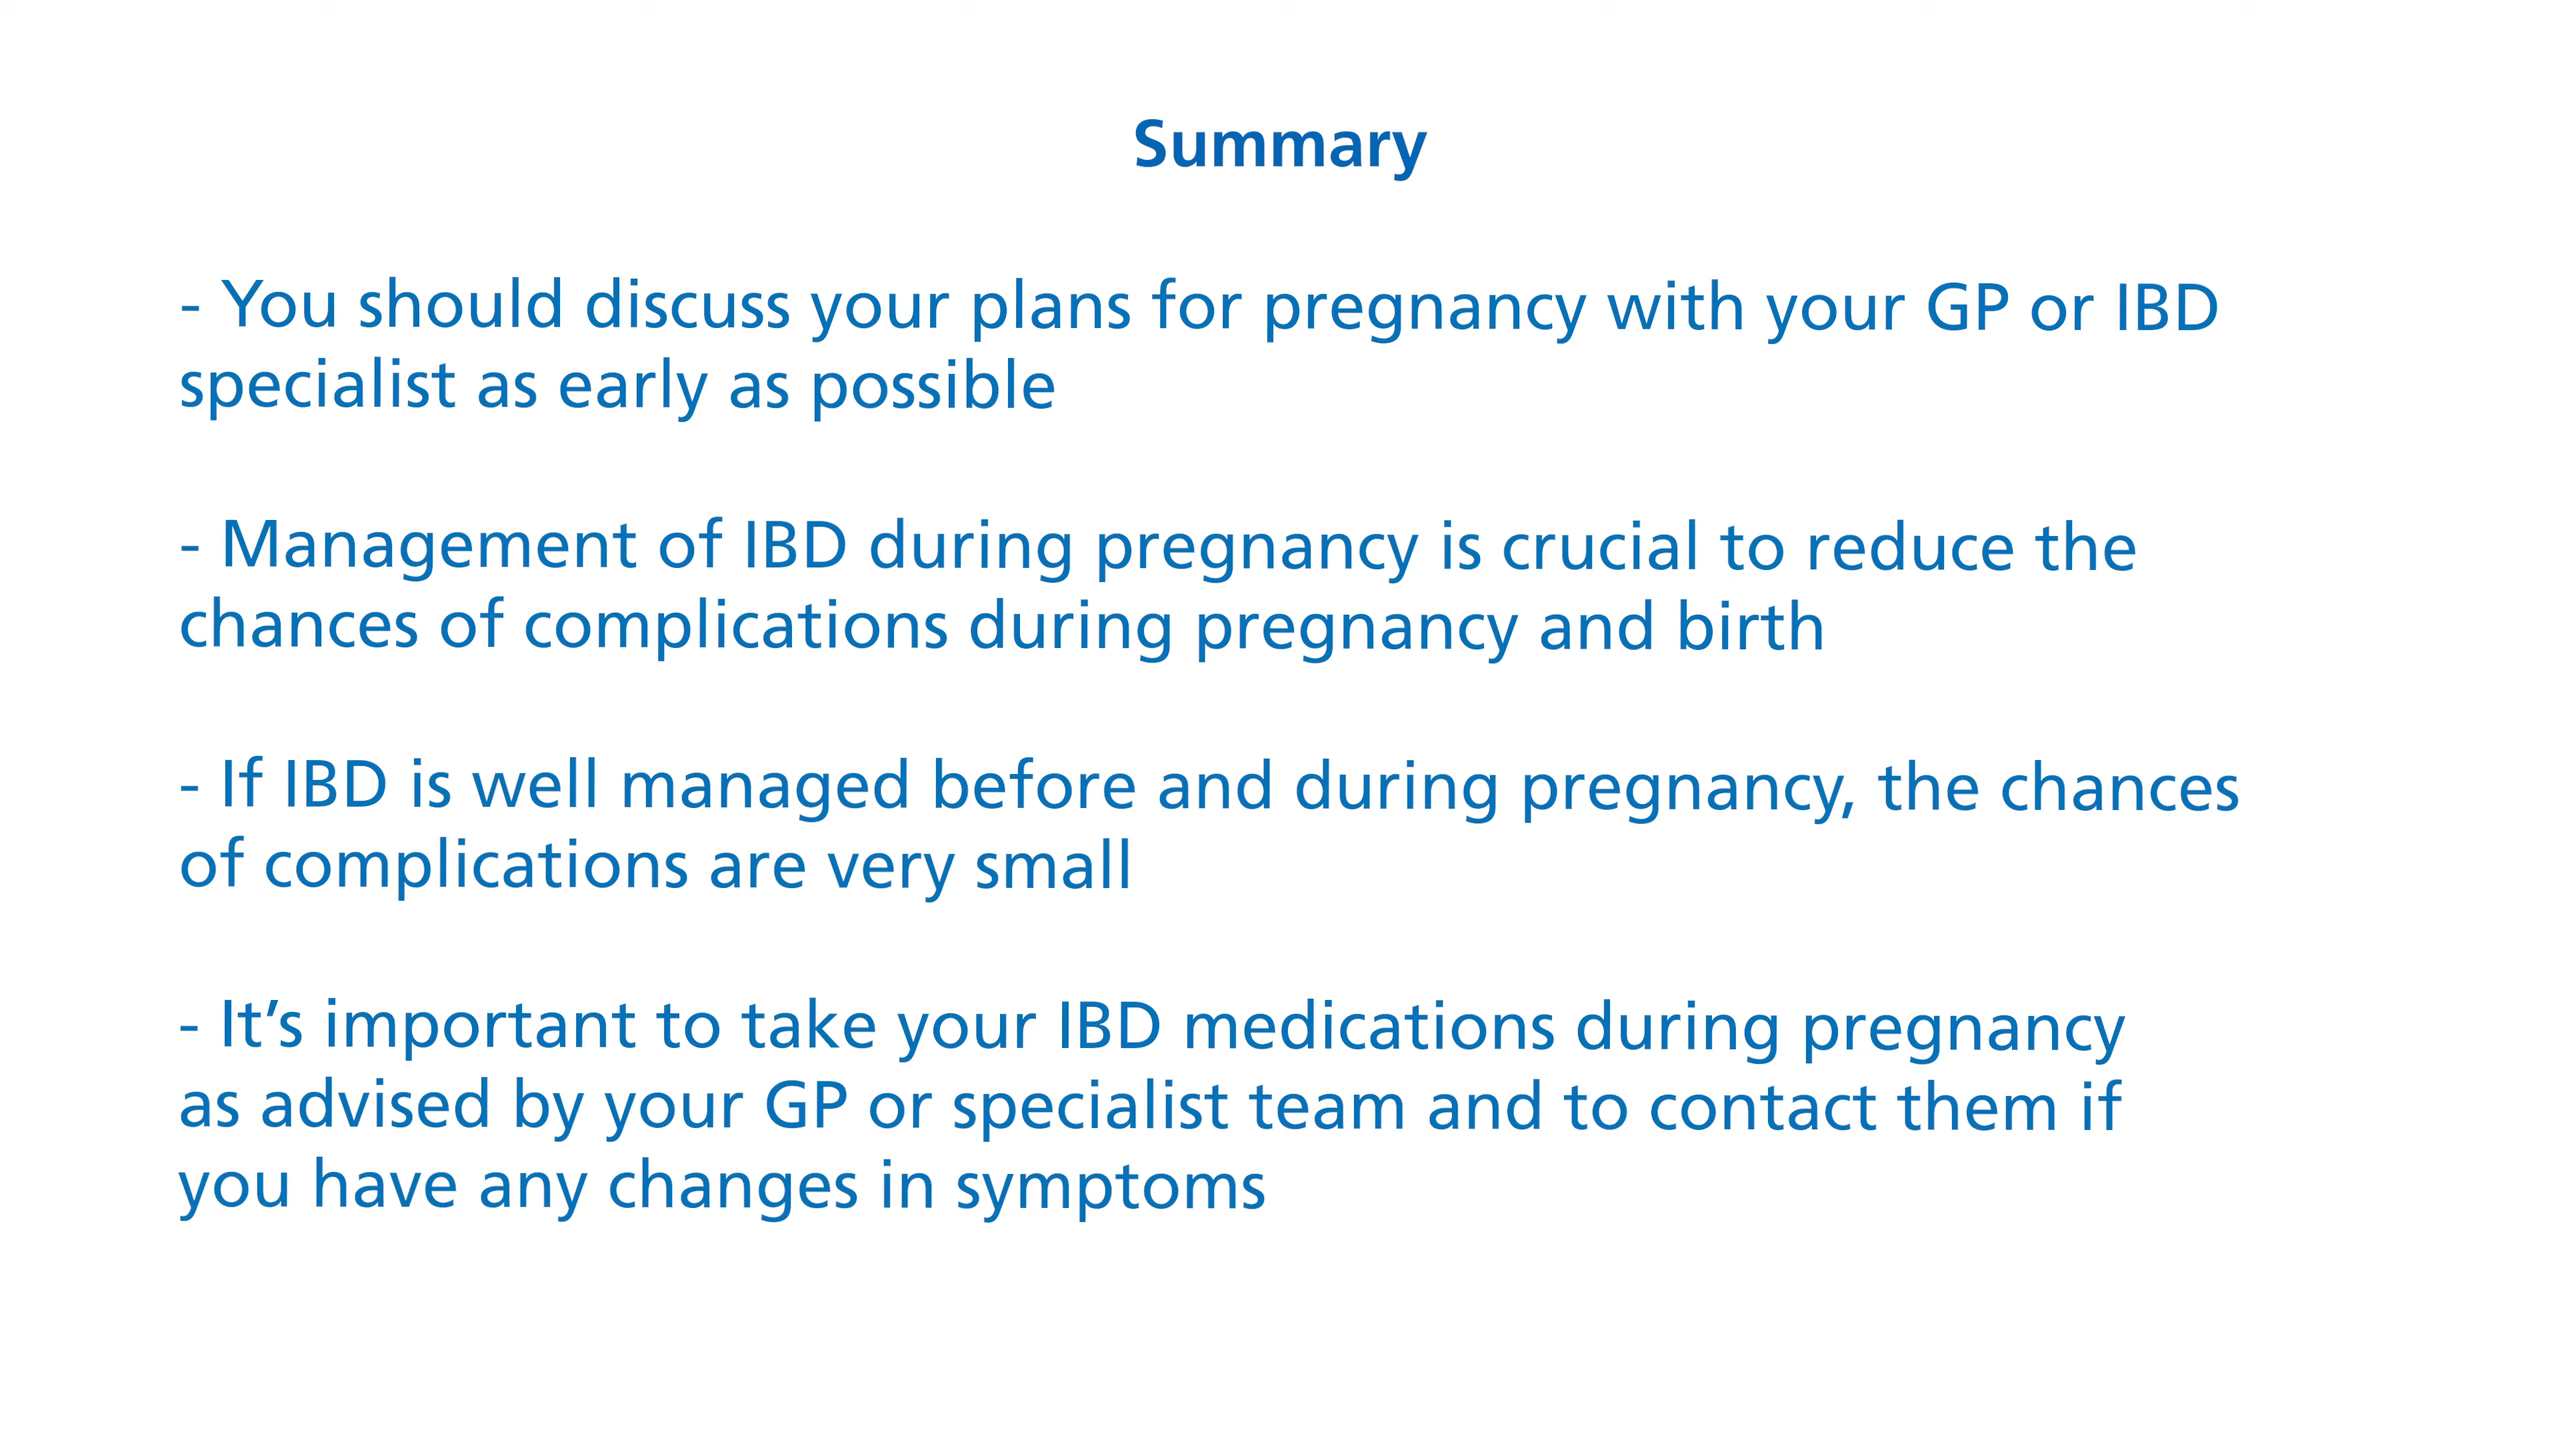 Summary
- You should discuss your plans for pregnancy with your GP or IBD
specialist as early as possible
- Management of IBD during pregnancy is crucial to reduce the
chances of complications during pregnancy and birth
- If IBD is well managed before and during pregnancy, the chances
of complications are very small
- It’s important to take your IBD medications during pregnancy
as advised by your GP or specialist team and to contact them if
you have any changes in symptoms